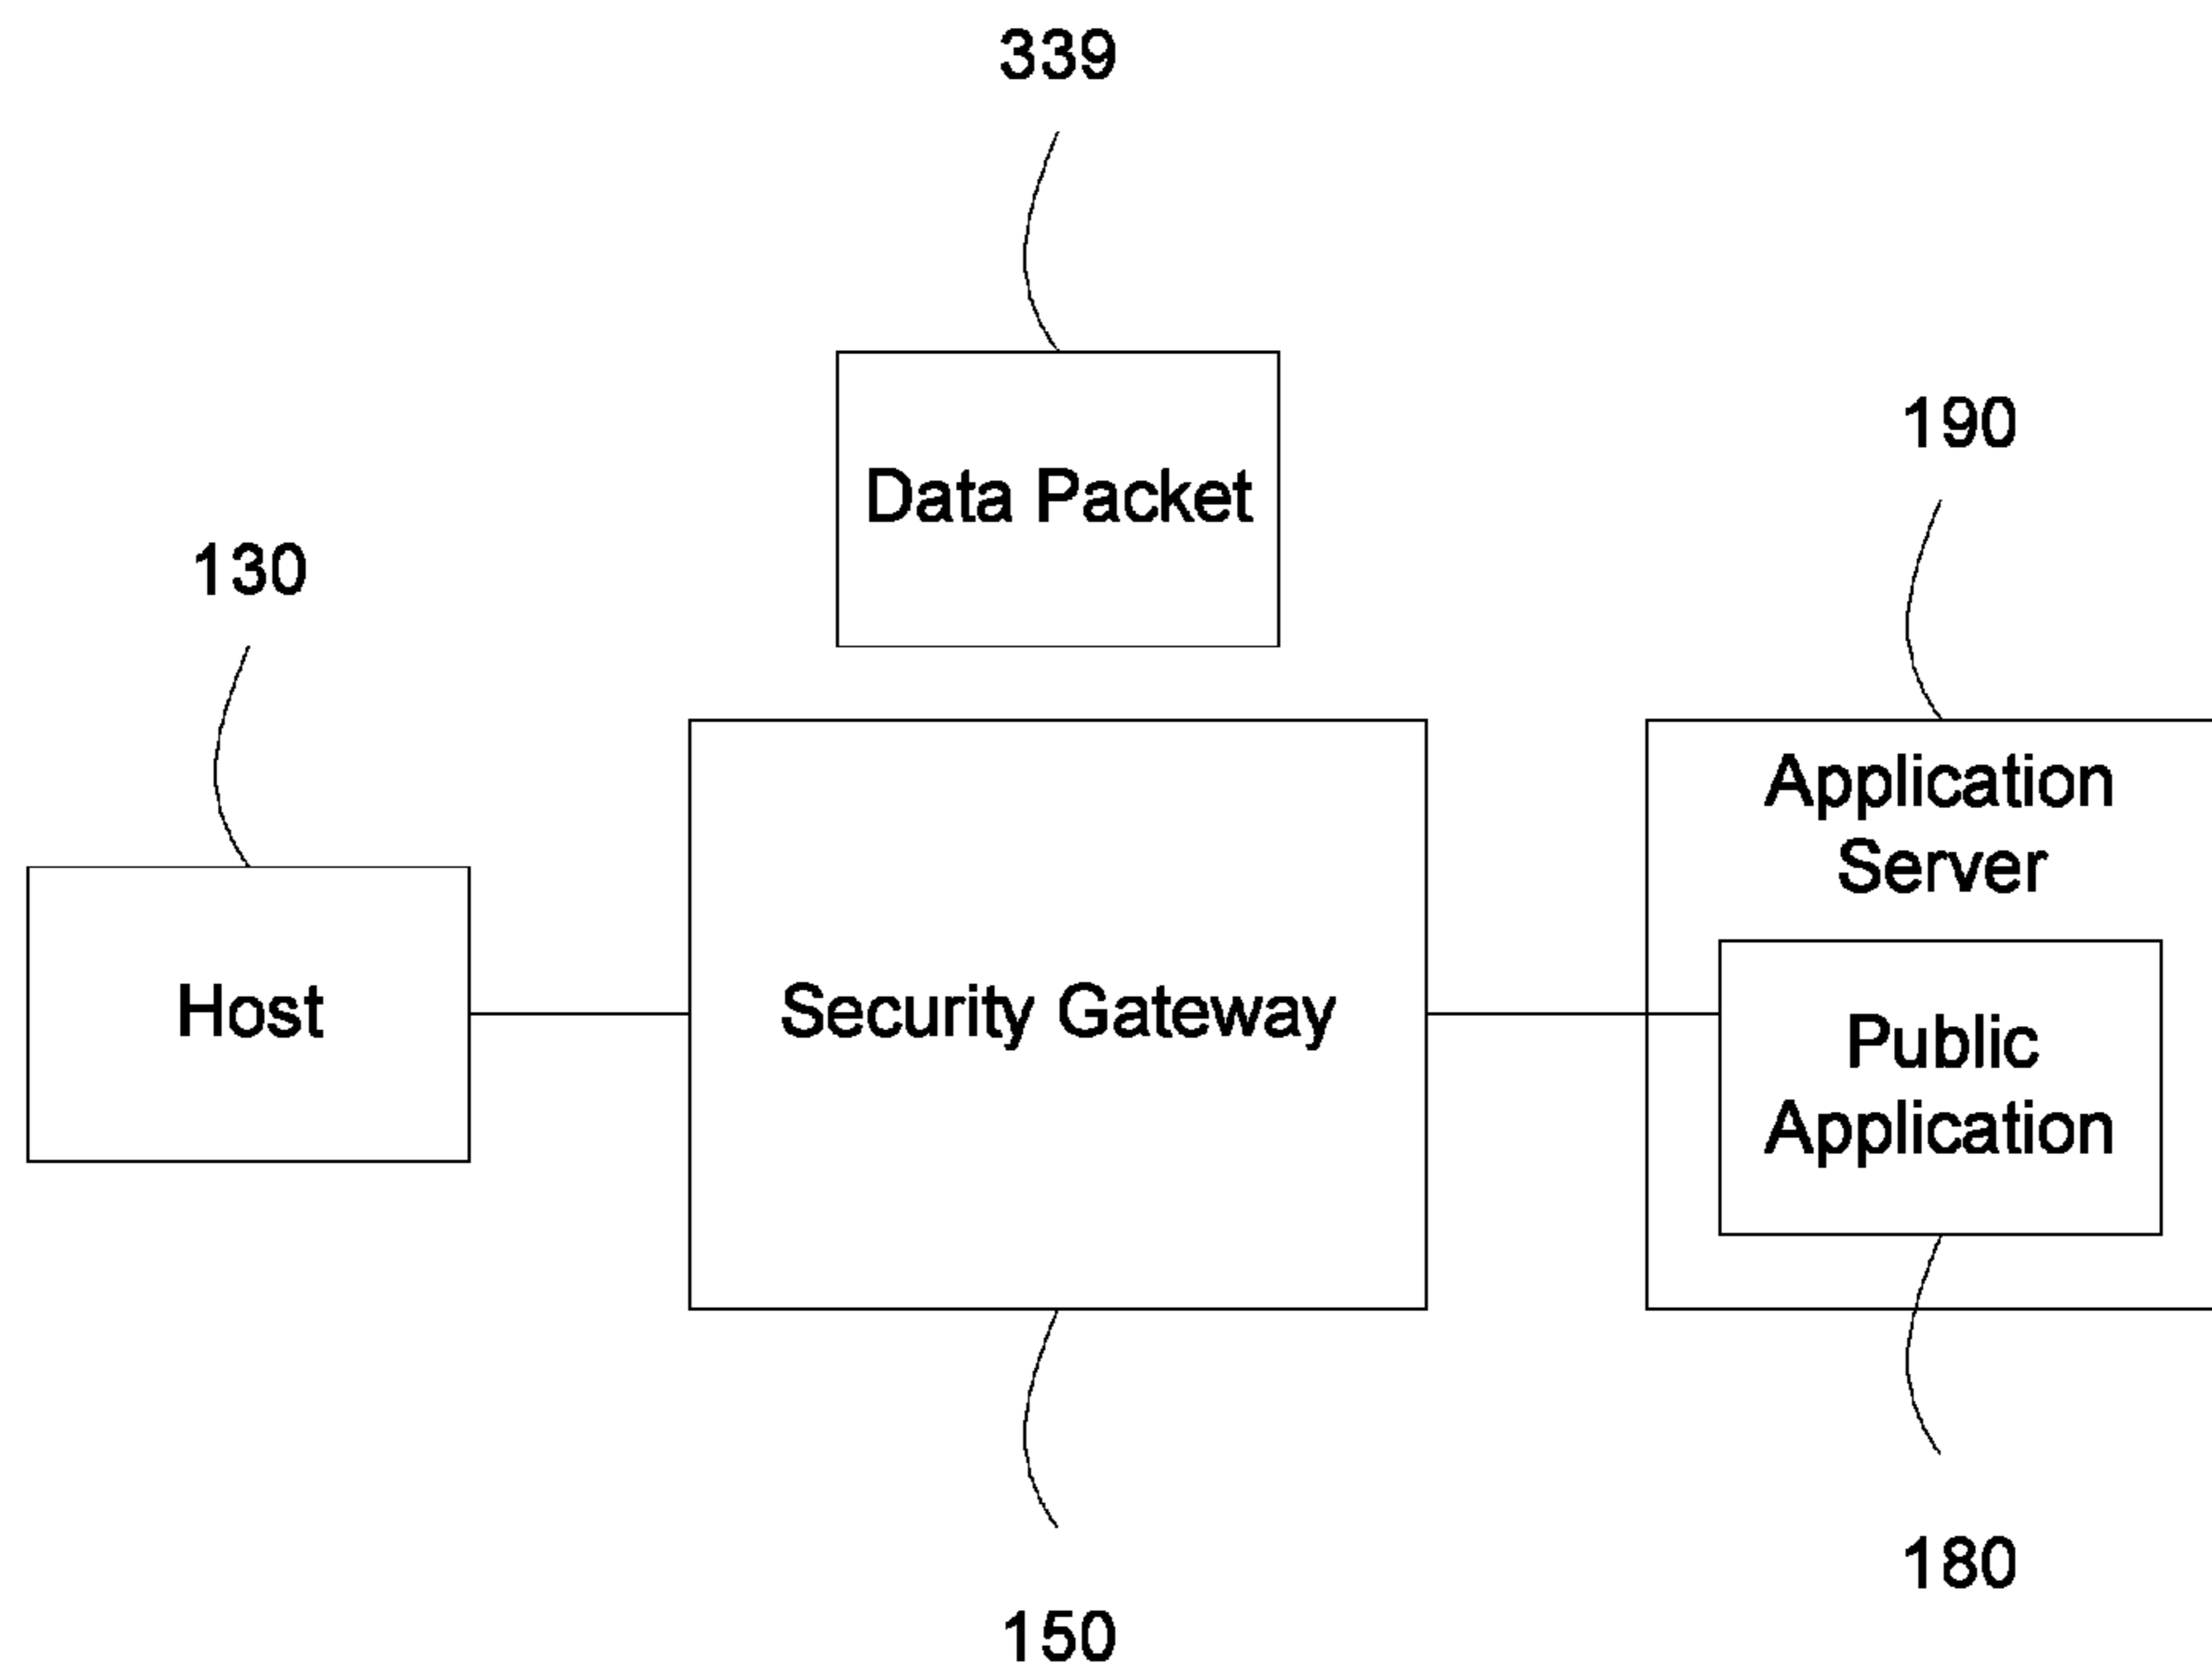 339
Data Packet
190
130
Application
Server
Host
Security Gateway
Public
Application
180
150